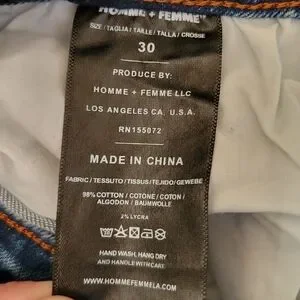 HOMME + FEMME
SIZE / TAGLIA / TAILLE / TALLA / CROSSE
30
PRODUCE BY:
HOMME + FEMME LLC
LOS ANGELES CA, U.S.A.
RN155072
MADE IN CHINA
FABRIC / TESSUTO / TISSUS / TEJIDO / GEWEBE
98% COTTON / COTONE / COTON /
ALGODON / BAUMWOLLE
2% LYCRA
HAND WASH, HANG DRY
AND HANDLE WITH CARE.
WWW.HOMMEFEMMELA.COM